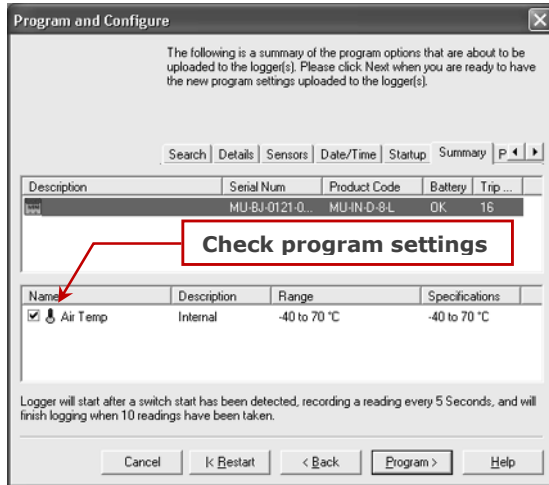 Program and Configure
The following is a summary of the program options that are about to be
uploaded to the logger(s). Please click Next when you are ready to have
the new program settings uploaded to the logger(s).
Search Details Sensors Date/Time Startup Summary P
Description Serial Num Product Code Battery Trip ...
MU-BJ-0121-0... MU-IN-D-8-L OK 16
Check program settings
Name Description Range Specifications
Air Temp Internal -40 to 70 °C -40 to 70 °C
Logger will start after a switch start has been detected, recording a reading every 5 Seconds, and will
finish logging when 10 readings have been taken.
Cancel |< Restart < Back Program > Help